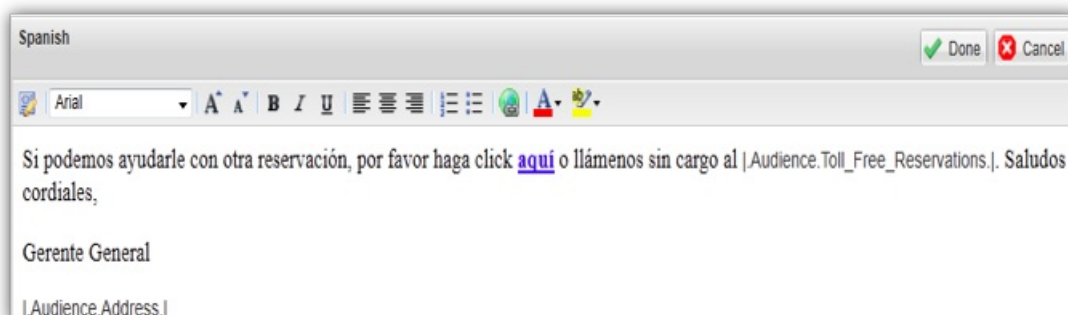 Spanish
Done Cancel
Arial A A B I U A
Si podemos ayudarle con otra reservación, por favor haga click aquí o llámenos sin cargo al |.Audience.Toll_Free_Reservations.|. Saludos
cordiales,
Gerente General
|.Audience.Address.|